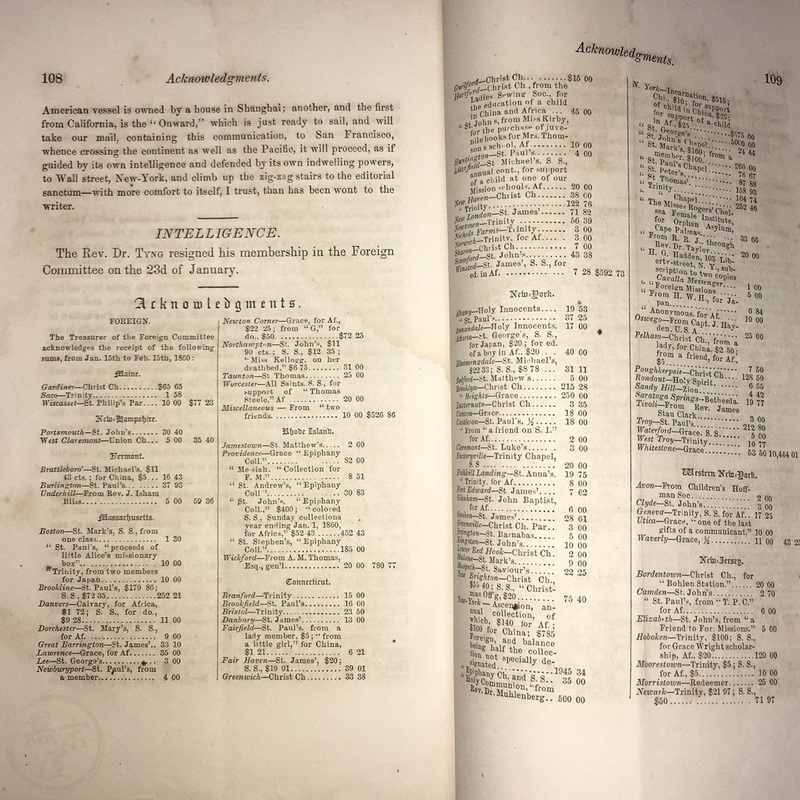 108
Acknowledgments.
American vessel is owned by a house in Shanghai; another, and the first
from California, is the “Onward,” which is just ready to sail, and will
take our mail, containing this communication, to San Francisco,
whence crossing the continent as well as the Pacific, it will proceed, as if
guided by its own intelligence and defended by its own indwelling powers,
to Wall street, New-York, and climb up the zig-zag stairs to the editorial
sanctum—with more comfort to itself, I trust, than has been wont to the
writer.
INTELLIGENCE.
The Rev. Dr. Tyng resigned his membership in the Foreign
Committee on the 23d of January.
Acknowledgments.
FOREIGN.
The Treasurer of the Foreign Committee
acknowledges the receipt of the following
sums, from Jan. 15th to Feb. 15th, 1860:
Maine.
Gardiner—Christ Ch.........$65 65
Saco—Trinity............... 1 58
Wiscasset—St. Philip's Par.. 10 00 $77 23
New-Hampshire.
Portsmouth—St. John's..... 30 40
West Claremont—Union Ch... 5 00 35 40
Vermont.
Brattleboro'—St. Michael's, $11
43 cts.; for China, $5... 16 43
Burlington—St. Paul's..... 37 93
Underhill—From Rev. J. Isham
Bliss.................. 5 00 59 36
Massachusetts.
Boston—St. Mark's, S. S., from
one class............... 1 30
“ St. Paul's, “proceeds of
little Alice's missionary
box”.................. 10 00
“ Trinity, from two members
for Japan............... 10 00
Brookline—St. Paul's, $179 86;
S. S., $72 35............252 21
Danvers—Calvary, for Africa,
$1 72; S. S., for do.,
$9 28.................. 11 00
Dorchester—St. Mary's, S. S.,
for Af.................. 9 00
Great Barrington—St. James'.. 33 10
Lawrence—Grace, for Af..... 35 00
Lee—St. George's........... 3 00
Newburyport—St. Paul's, from
a member............... 4 00
Newton Corner—Grace, for Af.,
$22 25; from “G,” for
do., $50. ..............$72 25
Northampton—St. John's, $11
90 cts.; S. S., $12 35;
“Miss Kellogg, on her
deathbed,” $6 75...... 31 00
Taunton—St Thomas........ 25 00
Worcester—All Saints, S. S., for
support of “Thomas
Steele,” Af............ 20 00
Miscellaneous — From “two
friends................. 10 00 $526 86
Rhode Island.
Jamestown—St. Matthew's.... 2 00
Providence—Grace “Epiphany
Coll.”................. 82 00
“ Messiah, “Collection for
F. M.”................. 8 51
“ St. Andrew's, “Epiphany
Coll”................. 30 83
“ St. John's, “Epiphany
Coll.,” $400; “colored
S. S., Sunday collections
year ending Jan. 1, 1860,
for Africa,” $52 43 .....452 43
“ St. Stephen's, “Epiphany
Coll.”.................185 00
Wickford—From A. M. Thomas,
Esq., gen'l............ 20 00 780 77
Connecticut.
Branford—Trinity.......... 15 00
Brookfield—St. Paul's....... 16 00
Bristol—Trinity............ 23 50
Danbury—St. James'......... 13 00
Fairfield—St. Paul's, from a
lady member, $5; “from
a little girl,” for China,
$1 21.................. 6 21
Fair Haven—St. James', $20;
S. S., $19 01............ 39 01
Greenwich—Christ Ch........ 33 38
Acknowledgments.
109
Guilford—Christ Ch.........$15 00
Hartford—Christ Ch, from the
Ladies Sewing Soc., for
the education of a child
in China and Africa ... 45 00
“ St John's, from Miss Kirby,
for the purchase of juve-
nile books for Mrs. Thom-
son's school, Af ........ 10 00
Huntington—St. Paul's...... 4 00
St. Michael's, S. S.,
annual cont., for support
of a child at one of our
Mission schools, Af..... 20 00
New Haven—Christ Ch....... 38 00
“ Trinity..................122 76
New London—St. James'..... 71 82
Newtown—Trinity........... 56 39
Nichols Farms—Trinity...... 3 00
Norwich—Trinity, for Af.... 3 00
Sharon—Christ Ch.......... 7 00
Stamford—St. John's........ 43 38
Winsted—St. James', S. S., for
ed. in Af............... 7 28 $592 73
New-York.
Albany—Holy Innocents...... 19 53
“ St. Paul's............... 37 25
Annandale—Holy Innocents.. 17 00
Astoria—St. George's, S. S.,
for Japan, $20; for ed.
of a boy in Af. $20 ..... 40 00
Bloomingdale—St. Michael's,
$22 33; S. S., $8 78 ... 31 11
Bedford—St. Matthew's...... 5 00
Brooklyn—Christ Ch.........215 28
“ Heights—Grace..........250 00
Christ Ch........ 3 35
Grace............. 18 00
Castleton—St. Paul's, ½..... 18 00
“ “from “a friend on S. I.”
for Af................. 2 00
Clermont—St. Luke's........ 3 00
Factoryville—Trinity Chapel,
S. S ................... 20 00
Fishkill Landing—St. Anna's. 19 75
“ Trinity, for Af.......... 8 00
Fort Edward—St. James'..... 7 62
St. John Baptist,
for Af................. 6 00
Goshen—St. James'.......... 28 61
Greenville—Christ Ch. Par.. 3 00
Irvington—St. Barnabas..... 5 00
Kingston—St. John's........ 10 00
Lower Red Hook—Christ Ch.. 2 00
Malone—St. Mark's.......... 9 00
Maspeth—St. Saviour's...... 22 25
New Brighton—Christ Ch.,
$55 40; S. S., “Christ-
mas Off'g, $20.......... 75 40
New-York — Ascension, an-
nual collection, of
which, $140 for Af.;
$100 for China; $785
Foreign, and balance
being half the collec-
tion not specially de-
signated................1945 34
“ Epiphany Ch, and S. S.. 35 00
“ Holy Communion, “from
Rev. Dr. Muhlenberg.. 500 00
N. York—Incarnation, $515;
Chi., $10; for support
of child in China, $25;
for support of a child
in Af, $25 ..............$575 00
“ St. George's.............
“ St. John's Chapel........ 24 44
“ St. Mark's, $100; from a
member, $100........... 200 00
“ St. Paul's Chapel........ 78 67
“ St. Peter's.............. 87 88
“ St. Thomas'.............. 158 93
“ Trinity.................. 104 74
“ Chapel................. 252 46
“ The Misses Rogers' Chel-
sea Female Institute,
for Orphan Asylum,
Cape Palmas............ 33 66
“ From R. R. J., through
Rev. Dr. Taylor......... 20 00
“ H. G. Hadden, 103 Lib-
erty-street, N. Y., sub-
scription to two copies
Cavalla Messenger...... 1 00
“ “Foreign Missions....... 5 00
“ From H. W. H., for Ja-
pan.................... 6 84
“ Anonymous, for Af....... 10 00
Oswego—From Capt. J. Hay-
den, U. S. A............ 25 00
Pelham—Christ Ch., from a
lady, for China, $2 50;
from a friend, for Af,
$5..................... 7 50
Poughkeepsie—Christ Ch.... 128 59
Rondout—Holy Spirit....... 6 55
Sandy Hill—Zion........... 4 42
Saratoga Springs—Bethesda. 19 77
Tivoli—From Rev. James
Stan Clark............. 3 00
Troy—St. Paul's........... 212 80
Waterford—Grace, S. S..... 5 00
West Troy—Trinity......... 10 77
Whitestone—Grace.......... 53 50 10,444 01
Western New-York.
Avon—From Children's Hoff-
man Soc................ 2 00
Clyde—St. John's.......... 3 00
Geneva—Trinity, S. S. for Af.. 17 25
Utica—Grace, “one of the last
gifts of a communicant.” 10 00
Waverly—Grace, ½.......... 11 00
New-Jersey.
Bordentown—Christ Ch., for
“Bohlen Station.”...... 20 00
Camden—St. John's......... 2 70
“ St. Paul's, from “T. P. C.”
for Af................. 6 00
Elizabeth—St. John's, from “a
Friend to For. Missions.” 5 00
Hoboken—Trinity, $100; S. S.,
for Grace Wright scholar-
ship, Af., $20..........120 00
Moorestown—Trinity, $5; S. S.,
for Af., $5............. 10 00
Morristown—Redeemer....... 25 00
Newark—Trinity, $21 97; S. S.,
$50 ................... 71 97